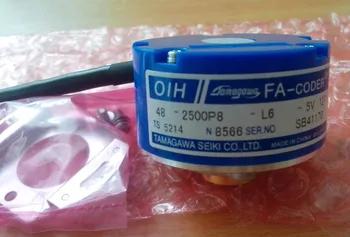 OIH Tamagawa FA-CODER
48 - 2500P8 - L6 - 5V
TS 5214 N 8566 SER.NO.
TAMAGAWA SEIKI CO.,LTD. MADE IN CHINA